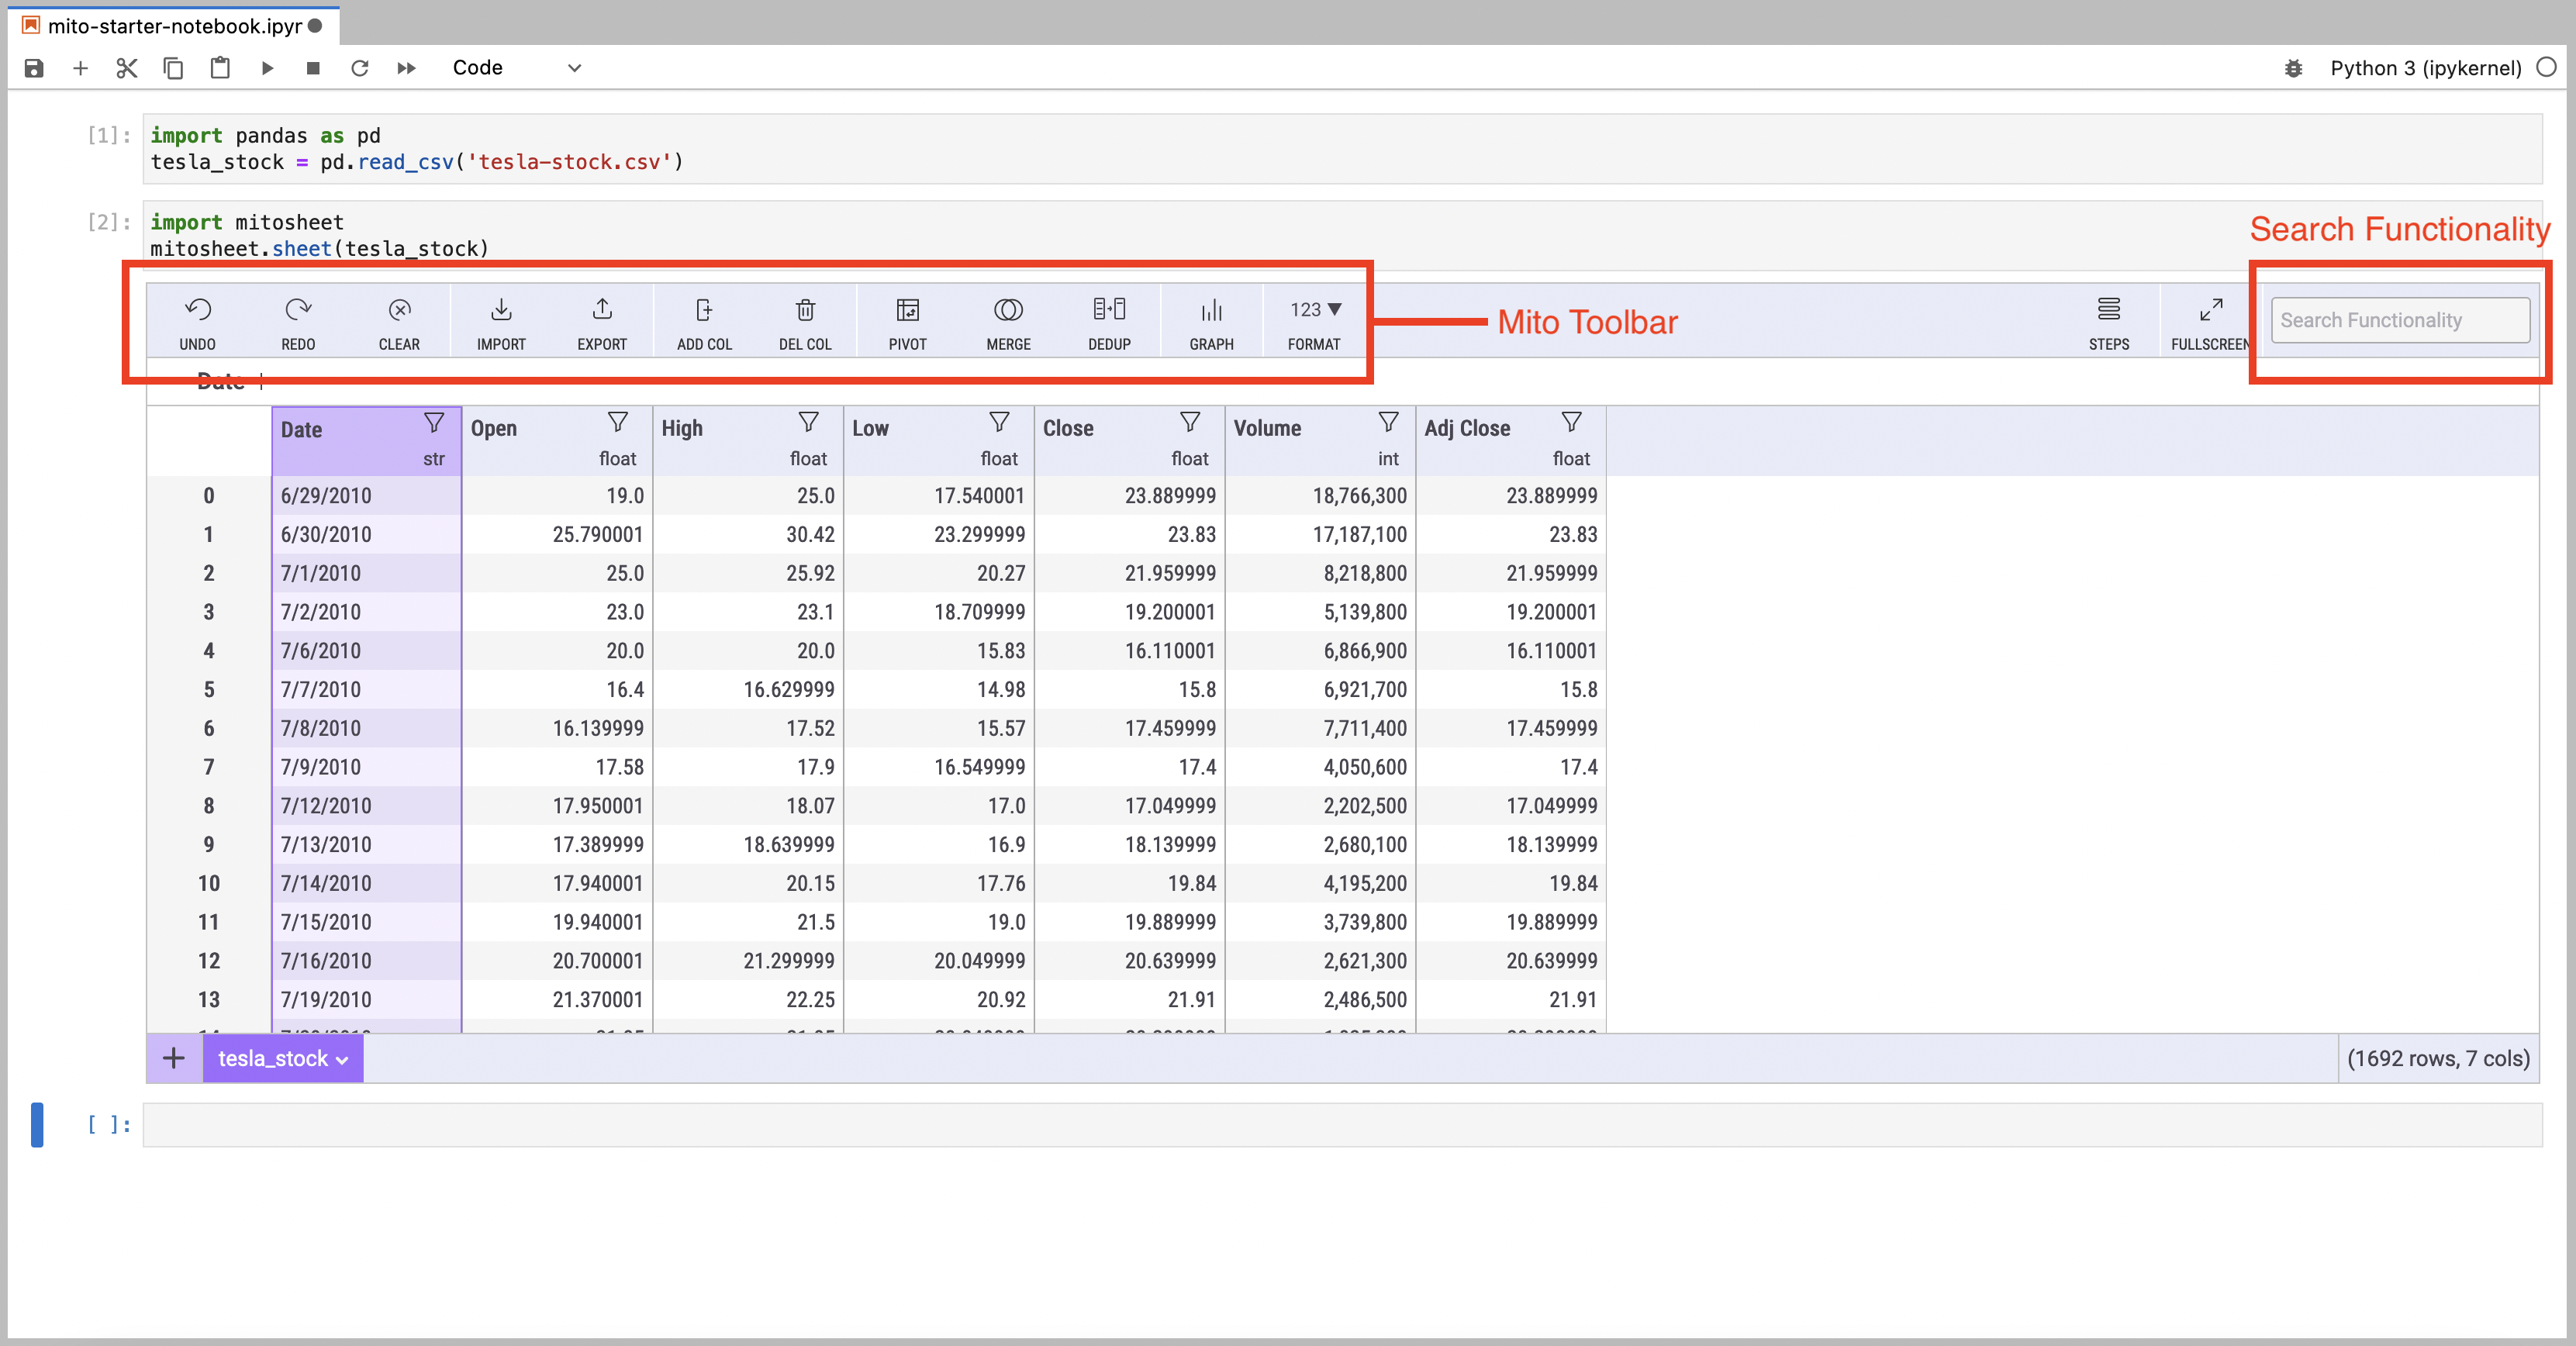 mito-starter-notebook.ipyr
Code
Python 3 (ipykernel)
[1]: import pandas as pd
tesla_stock = pd.read_csv('tesla-stock.csv')
[2]: import mitosheet
mitosheet.sheet(tesla_stock)
Search Functionality
123
Search Functionality
Mito Toolbar
UNDO REDO CLEAR IMPORT EXPORT ADD COL DEL COL PIVOT MERGE DEDUP GRAPH FORMAT STEPS FULLSCREEN
Date
Date Open High Low Close Volume Adj Close
str float float float float int float
0 6/29/2010 19.0 25.0 17.540001 23.889999 18,766,300 23.889999
1 6/30/2010 25.790001 30.42 23.299999 23.83 17,187,100 23.83
2 7/1/2010 25.0 25.92 20.27 21.959999 8,218,800 21.959999
3 7/2/2010 23.0 23.1 18.709999 19.200001 5,139,800 19.200001
4 7/6/2010 20.0 20.0 15.83 16.110001 6,866,900 16.110001
5 7/7/2010 16.4 16.629999 14.98 15.8 6,921,700 15.8
6 7/8/2010 16.139999 17.52 15.57 17.459999 7,711,400 17.459999
7 7/9/2010 17.58 17.9 16.549999 17.4 4,050,600 17.4
8 7/12/2010 17.950001 18.07 17.0 17.049999 2,202,500 17.049999
9 7/13/2010 17.389999 18.639999 16.9 18.139999 2,680,100 18.139999
10 7/14/2010 17.940001 20.15 17.76 19.84 4,195,200 19.84
11 7/15/2010 19.940001 21.5 19.0 19.889999 3,739,800 19.889999
12 7/16/2010 20.700001 21.299999 20.049999 20.639999 2,621,300 20.639999
13 7/19/2010 21.370001 22.25 20.92 21.91 2,486,500 21.91
+ tesla_stock (1692 rows, 7 cols)
[ ]: